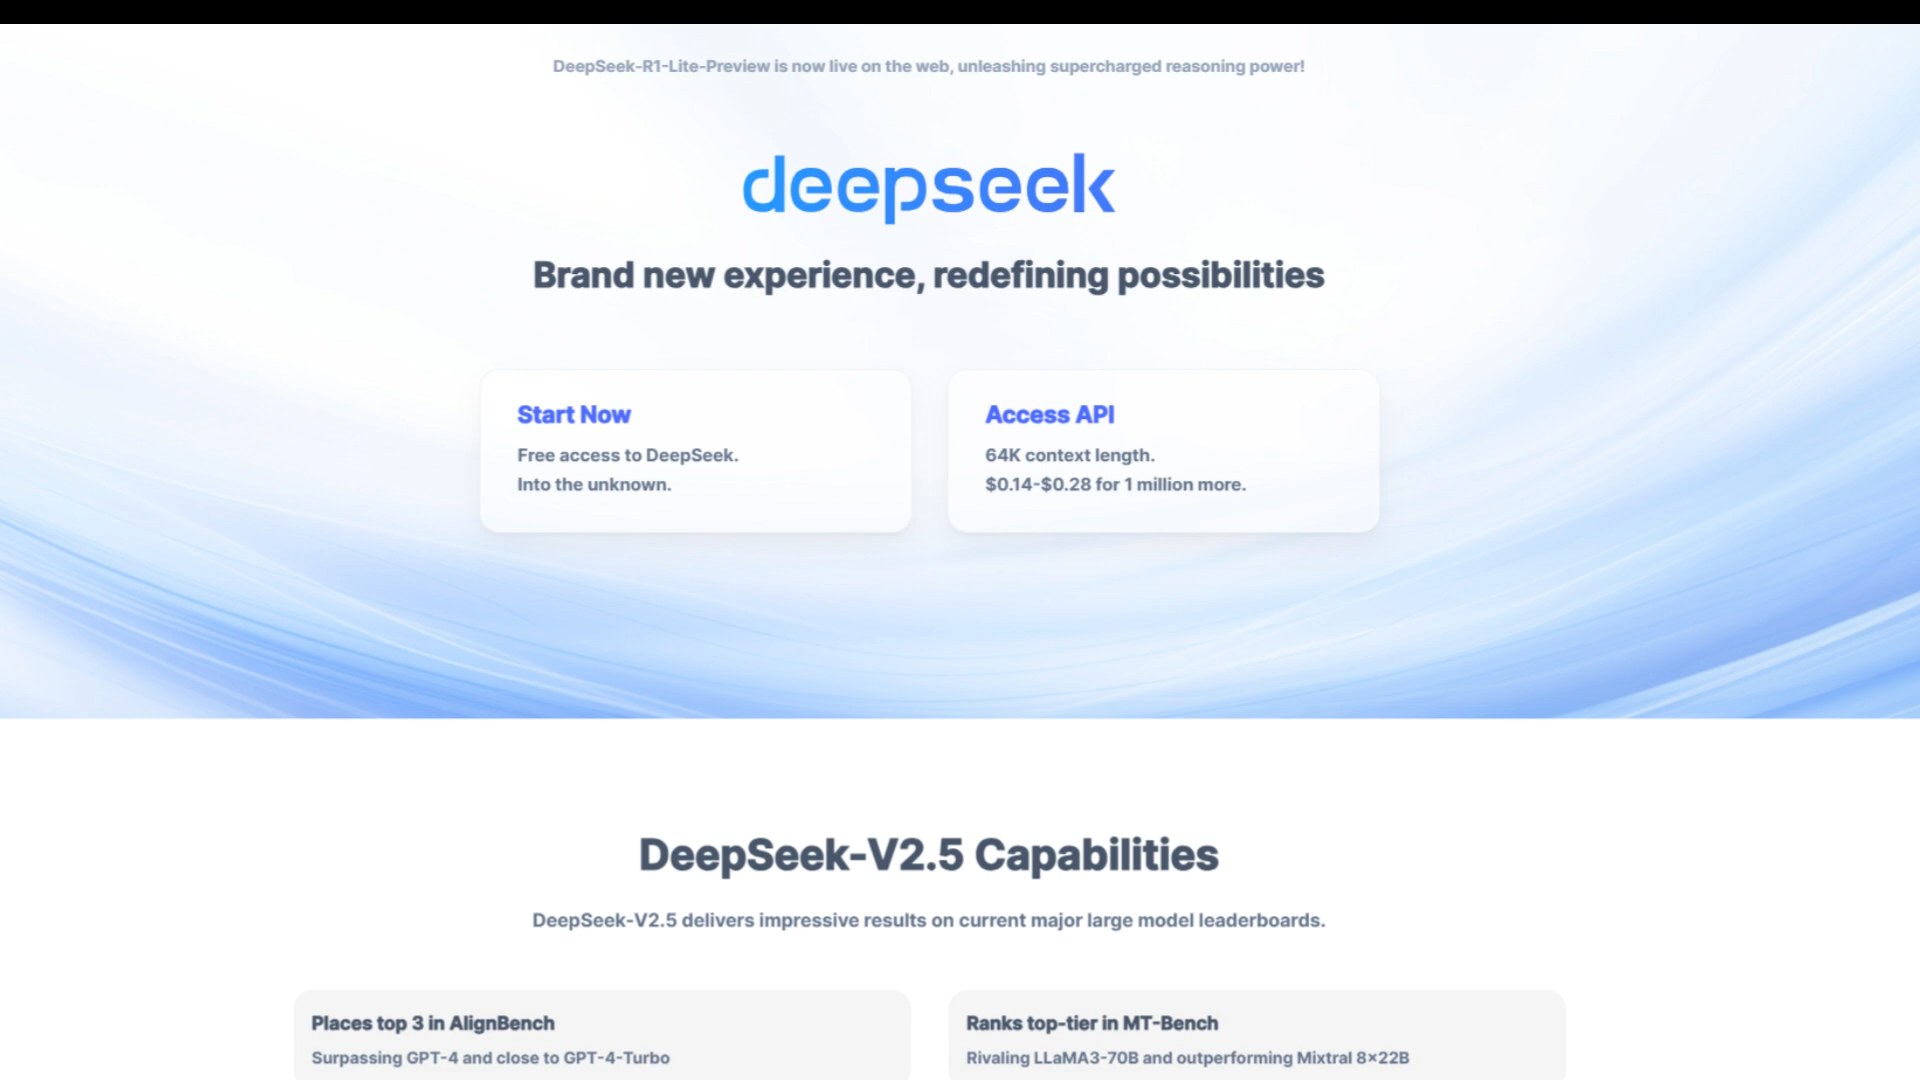 DeepSeek-R1-Lite-Preview is now live on the web, unleashing supercharged reasoning power!
deepseek
Brand new experience, redefining possibilities
Start Now
Free access to DeepSeek.
Into the unknown.
Access API
64K context length.
$0.14-$0.28 for 1 million more.
DeepSeek-V2.5 Capabilities
DeepSeek-V2.5 delivers impressive results on current major large model leaderboards.
Places top 3 in AlignBench
Surpassing GPT-4 and close to GPT-4-Turbo
Ranks top-tier in MT-Bench
Rivaling LLaMA3-70B and outperforming Mixtral 8×22B